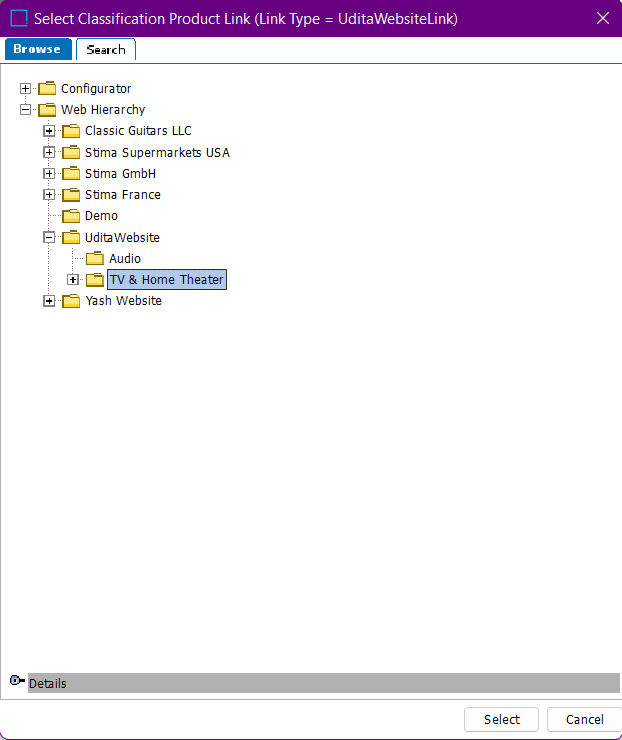 Select Classification Product Link (Link Type = UditaWebsiteLink)
Browse
Search
Configurator
Web Hierarchy
Classic Guitars LLC
Stima Supermarkets USA
Stima GmbH
Stima France
Demo
UditaWebsite
Audio
TV & Home Theater
Yash Website
Details
Select
Cancel